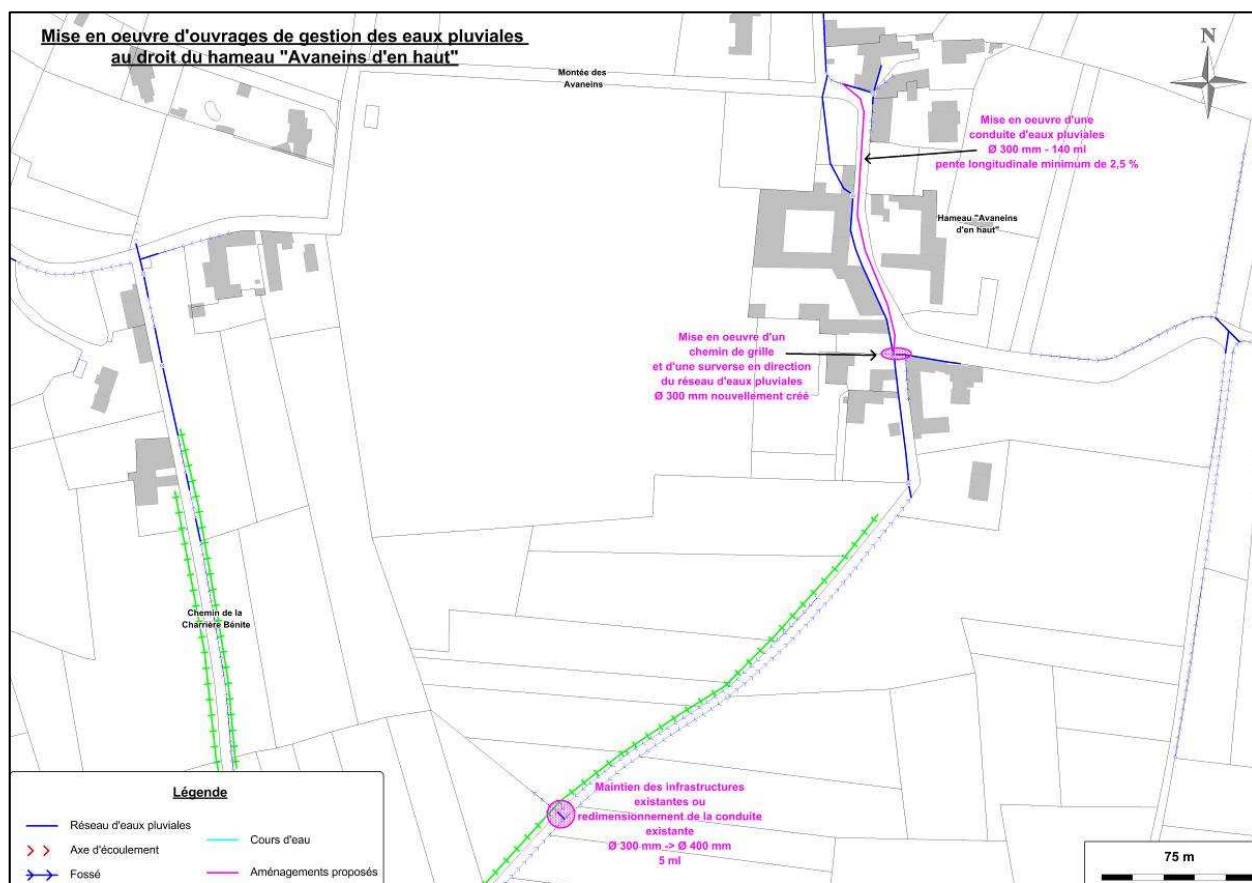 Mise en oeuvre d'ouvrages de gestion des eaux pluviales
au droit du hameau "Avaneins d'en haut"
Montée des
Avaneins
N
Mise en oeuvre d'une
conduite d'eaux pluviales
Ø 300 mm - 140 ml
pente longitudinale minimum de 2,5 %
Hameau "Avaneins
d'en haut"
Mise en oeuvre d'un
chemin de grille
et d'une surverse en direction
du réseau d'eaux pluviales
Ø 300 mm nouvellement créé
Chemin de la
Charrière Bénite
Maintien des infrastructures
existantes ou
redimensionnement de la conduite
existante
Ø 300 mm -> Ø 400 mm
5 ml
Légende
Réseau d'eaux pluviales
Axe d'écoulement
Fossé
Cours d'eau
Aménagements proposés
75 m